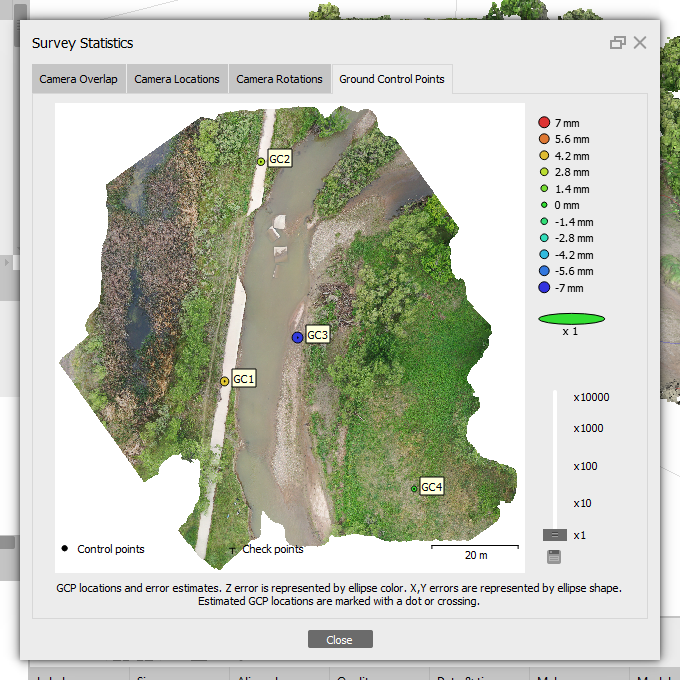 Survey Statistics
Camera Overlap
Camera Locations
Camera Rotations
Ground Control Points
GC2
GC3
GC1
GC4
7 mm
5.6 mm
4.2 mm
2.8 mm
1.4 mm
0 mm
-1.4 mm
-2.8 mm
-4.2 mm
-5.6 mm
-7 mm
x 1
x10000
x1000
x100
x10
x1
Control points
Check points
20 m
GCP locations and error estimates. Z error is represented by ellipse color. X,Y errors are represented by ellipse shape.
Estimated GCP locations are marked with a dot or crossing.
Close